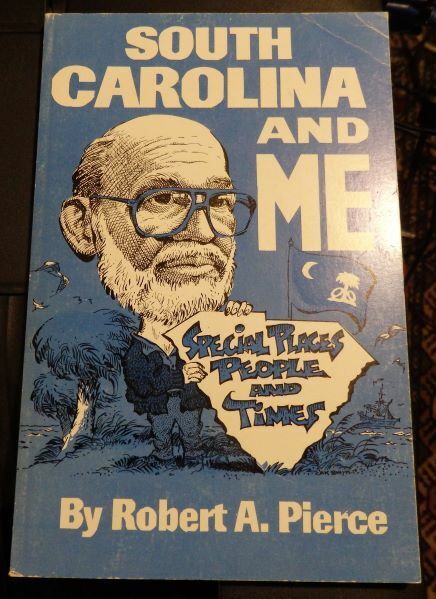 SOUTH
CAROLINA
AND
ME
SPECIAL PLACES
PEOPLE
AND
TIMES
By Robert A. Pierce